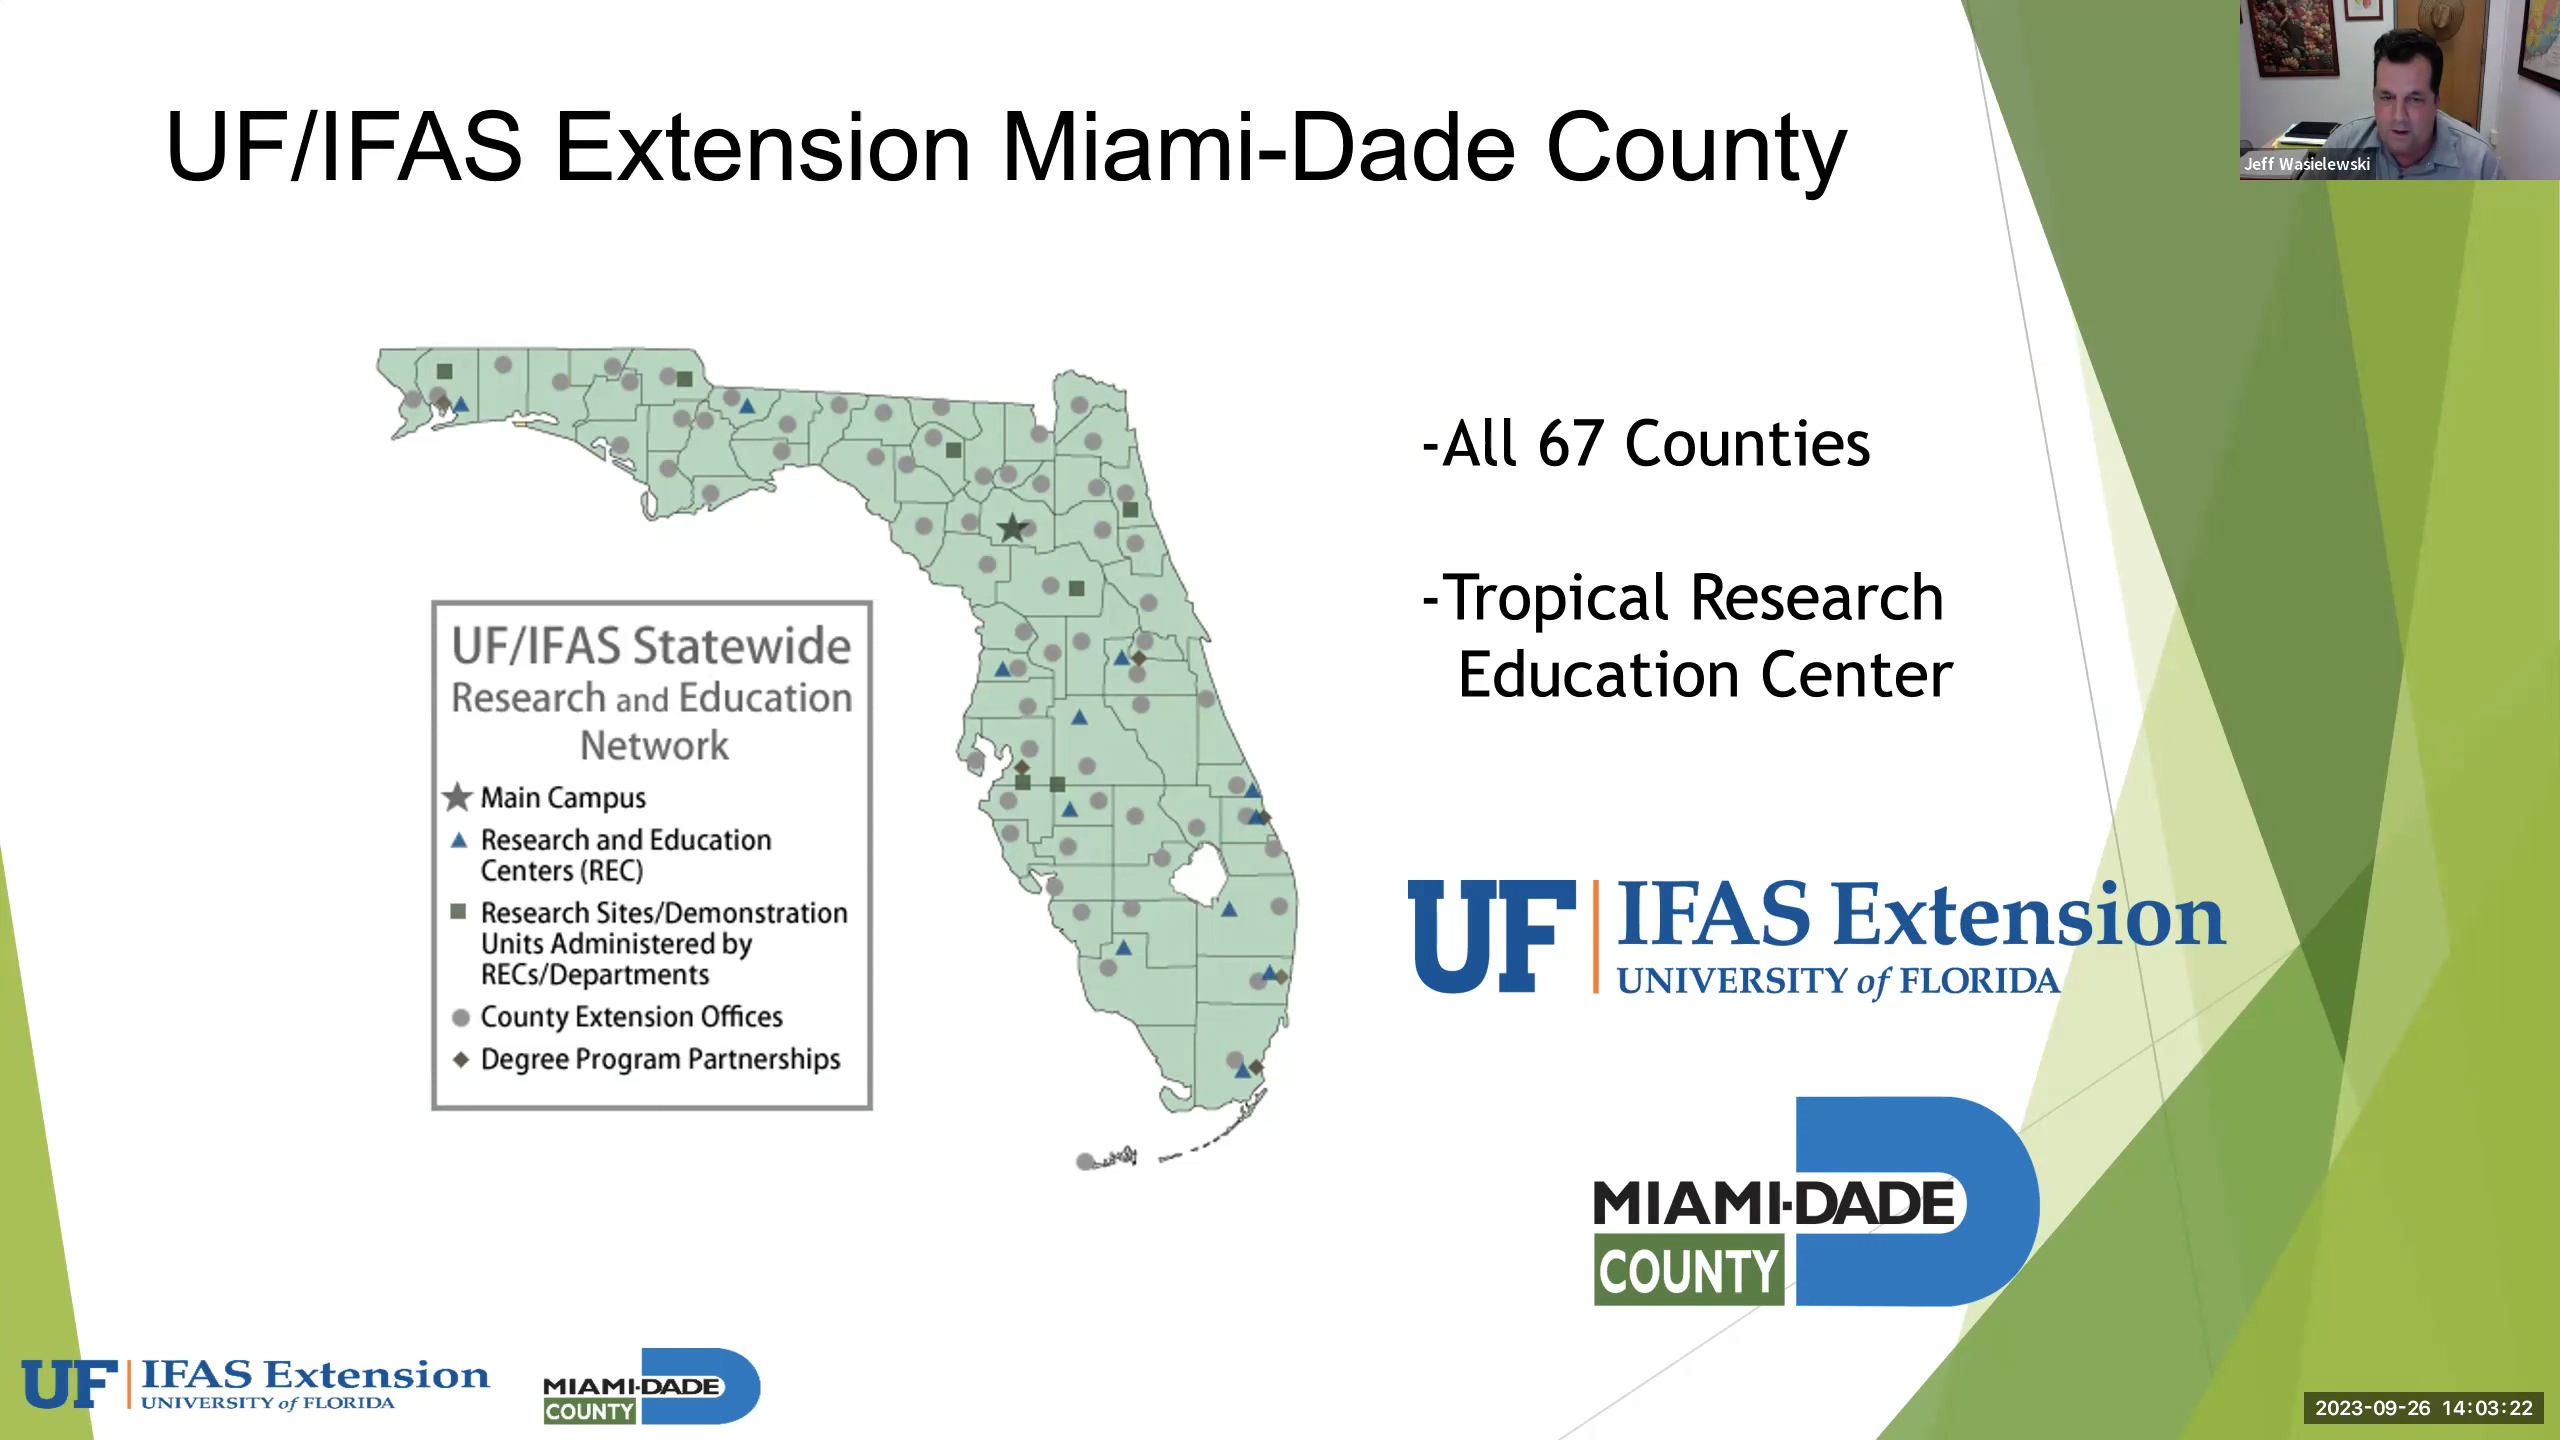 UF/IFAS Extension Miami-Dade County
Jeff Wasielewski
-All 67 Counties
-Tropical Research
Education Center
UF/IFAS Statewide
Research and Education
Network
Main Campus
Research and Education
Centers (REC)
Research Sites/Demonstration
Units Administered by
RECs/Departments
County Extension Offices
Degree Program Partnerships
UF IFAS Extension
UNIVERSITY of FLORIDA
MIAMI-DADE
COUNTY
UF IFAS Extension
UNIVERSITY of FLORIDA
MIAMI-DADE
COUNTY
2023-09-26 14:03:22